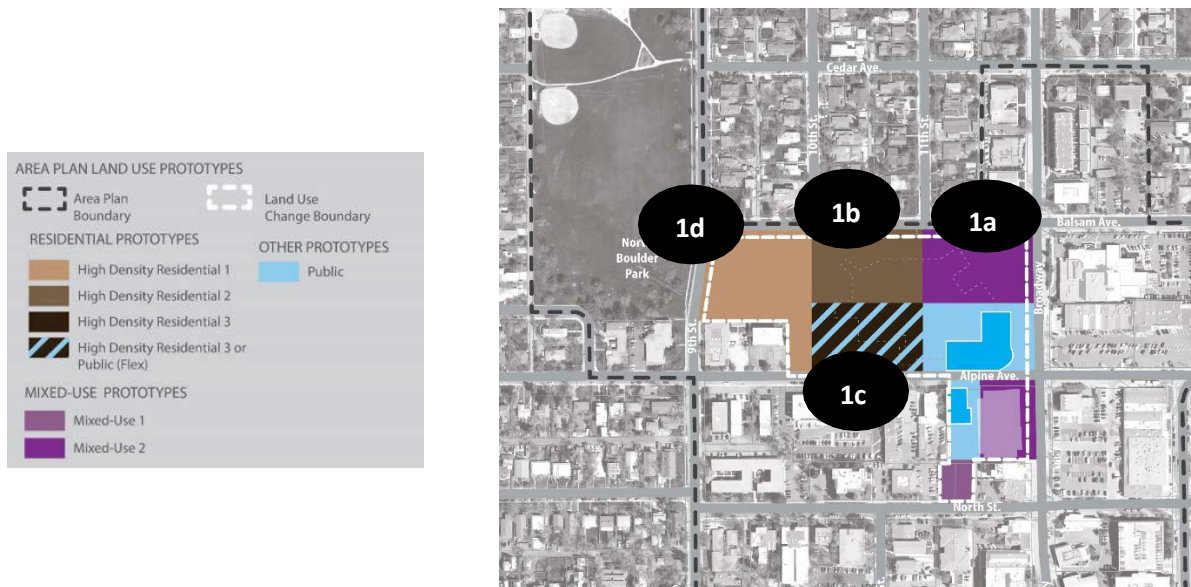 AREA PLAN LAND USE PROTOTYPES
Area Plan
Boundary
Land Use
Change Boundary
RESIDENTIAL PROTOTYPES
High Density Residential 1
High Density Residential 2
High Density Residential 3
High Density Residential 3 or
Public (Flex)
OTHER PROTOTYPES
Public
MIXED-USE PROTOTYPES
Mixed-Use 1
Mixed-Use 2
Cedar Ave.
10th St.
11th St.
1d
1b
1a
Balsam Ave.
Boulder
Park
Broadway
9th St.
Alpine Ave.
1c
North St.